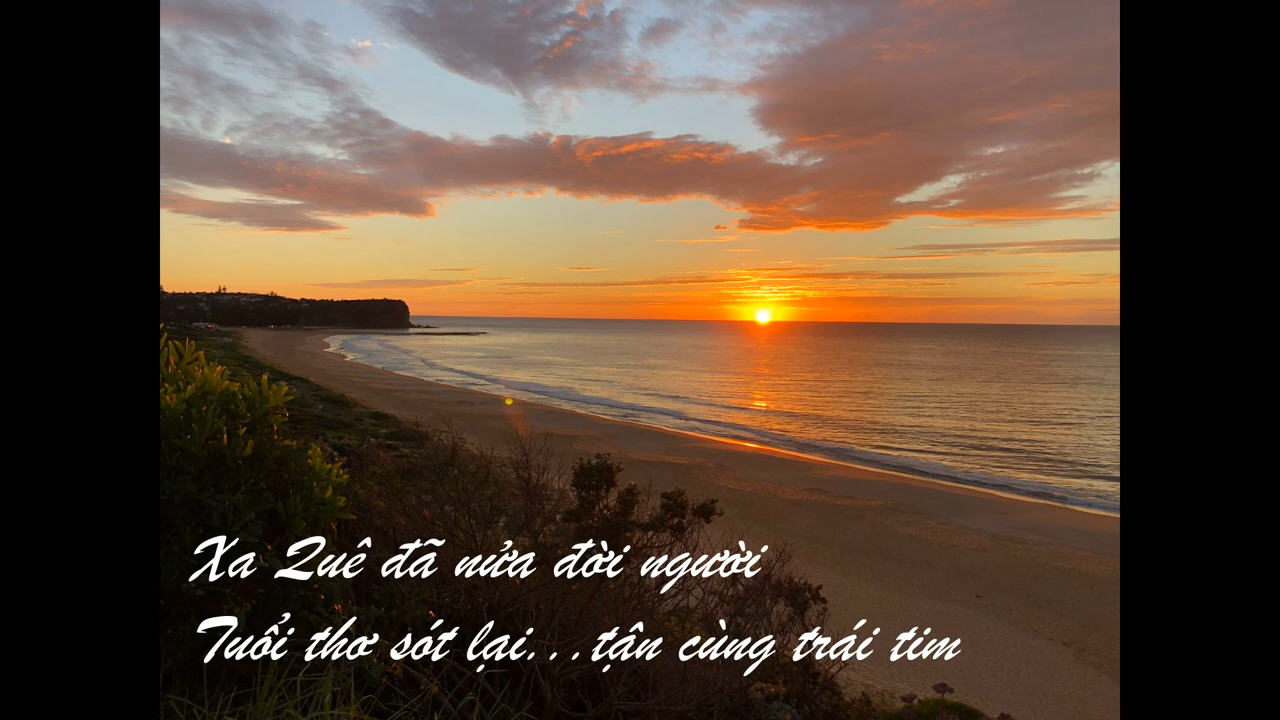 Xa Quê đã nửa đời người
Tuổi thơ sót lại...tận cùng trái tim